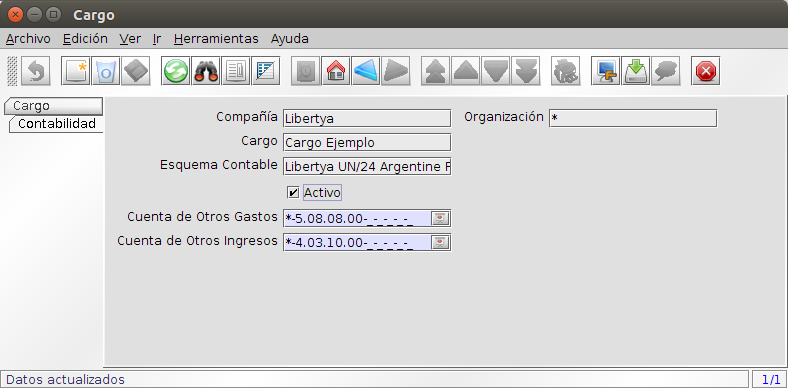 Cargo
Archivo Edición Ver Ir Herramientas Ayuda
Cargo
Contabilidad
Compañía Libertya Organización *
Cargo Cargo Ejemplo
Esquema Contable Libertya UN/24 Argentine
Activo
Cuenta de Otros Gastos *-5.08.08.00-_-_-_-_-_
Cuenta de Otros Ingresos *-4.03.10.00-_-_-_-_-_
Datos actualizados 1/1